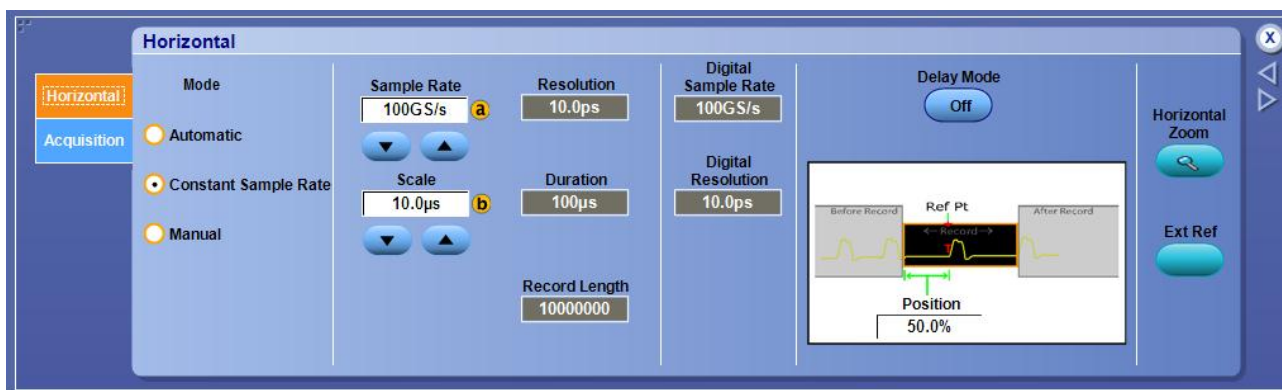 Horizontal
X
Horizontal
Acquisition
Mode
Automatic
Constant Sample Rate
Manual
Sample Rate
100GS/s
a
Scale
10.0µs
b
Resolution
10.0ps
Duration
100µs
Record Length
10000000
Digital
Sample Rate
100GS/s
Digital
Resolution
10.0ps
Delay Mode
Off
Before Record
Ref Pt
After Record
←Record→
T
Position
50.0%
Horizontal
Zoom
Ext Ref